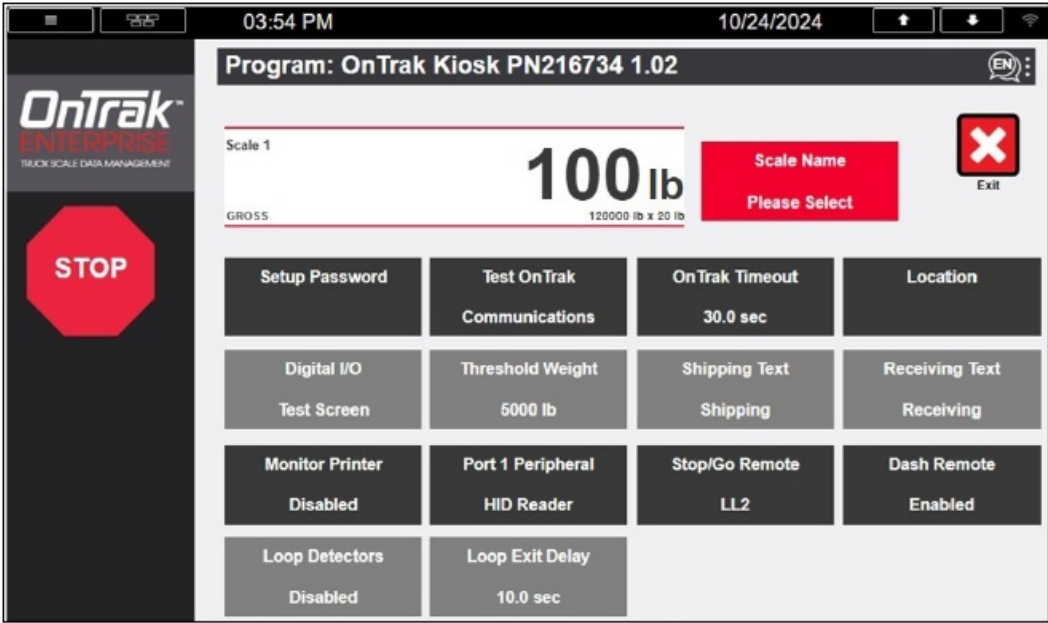 03:54 PM 10/24/2024
Program: OnTrak Kiosk PN216734 1.02
EN
OnTrak™
ENTERPRISE
TRUCK SCALE DATA MANAGEMENT
Scale 1
100 lb
GROSS 120000 lb x 20 lb
Scale Name
Please Select
Exit
STOP
Setup Password
Test OnTrak
Communications
OnTrak Timeout
30.0 sec
Location
Digital I/O
Test Screen
Threshold Weight
5000 lb
Shipping Text
Shipping
Receiving Text
Receiving
Monitor Printer
Disabled
Port 1 Peripheral
HID Reader
Stop/Go Remote
LL2
Dash Remote
Enabled
Loop Detectors
Disabled
Loop Exit Delay
10.0 sec